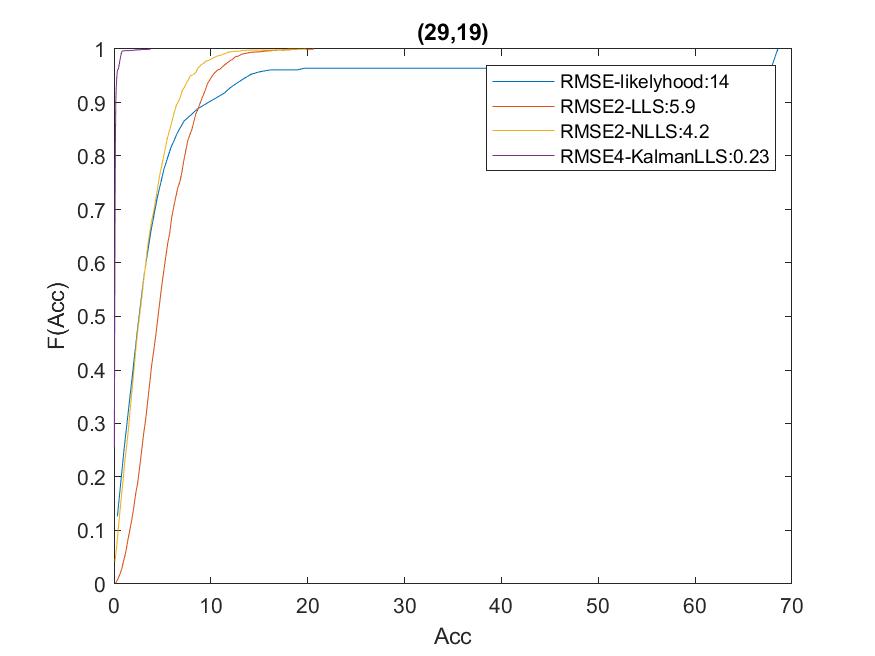 (29,19)
1
0.9
0.8
0.7
0.6
0.5
0.4
0.3
0.2
0.1
0
F(Acc)
RMSE-likelyhood:14
RMSE2-LLS:5.9
RMSE2-NLLS:4.2
RMSE4-KalmanLLS:0.23
0 10 20 30 40 50 60 70
Acc